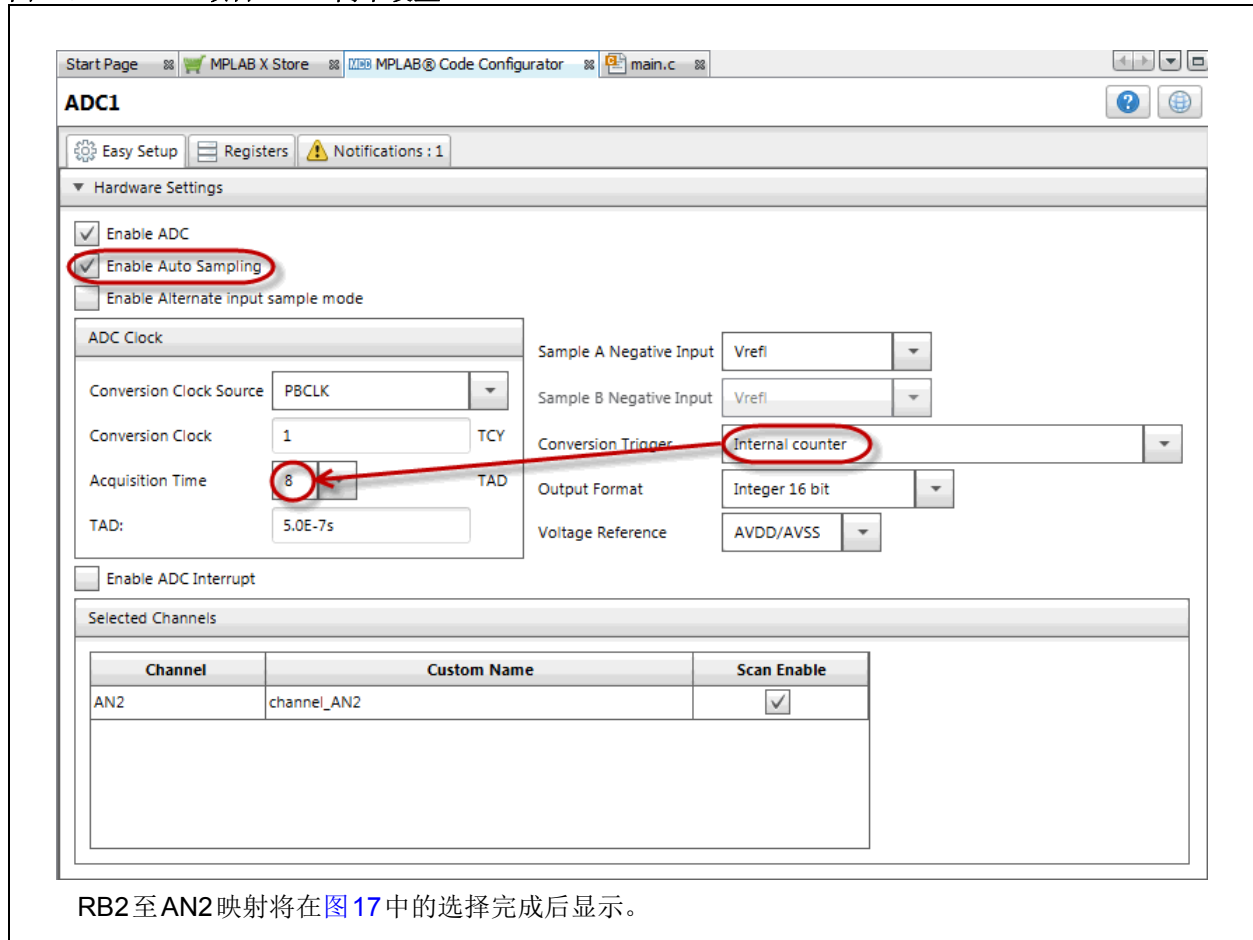 Start Page MPLAB X Store MPLAB® Code Configurator main.c
ADC1
Easy Setup Registers Notifications : 1
Hardware Settings
Enable ADC
Enable Auto Sampling
Enable Alternate input sample mode
ADC Clock
Conversion Clock Source PBCLK
Conversion Clock 1 TCY
Acquisition Time 8 TAD
TAD: 5.0E-7s
Sample A Negative Input Vrefl
Sample B Negative Input Vrefl
Conversion Trigger Internal counter
Output Format Integer 16 bit
Voltage Reference AVDD/AVSS
Enable ADC Interrupt
Selected Channels
Channel Custom Name Scan Enable
AN2 channel_AN2
RB2至AN2映射将在图17中的选择完成后显示。